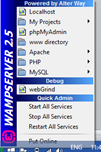 Powered by Alter Way
Localhost
My Projects
phpMyAdmin
www directory
Apache
PHP
MySQL
Debug
webGrind
Quick Admin
Start All Services
Stop All Services
Restart All Services
Put Online
WAMPSERVER 2.5
EN